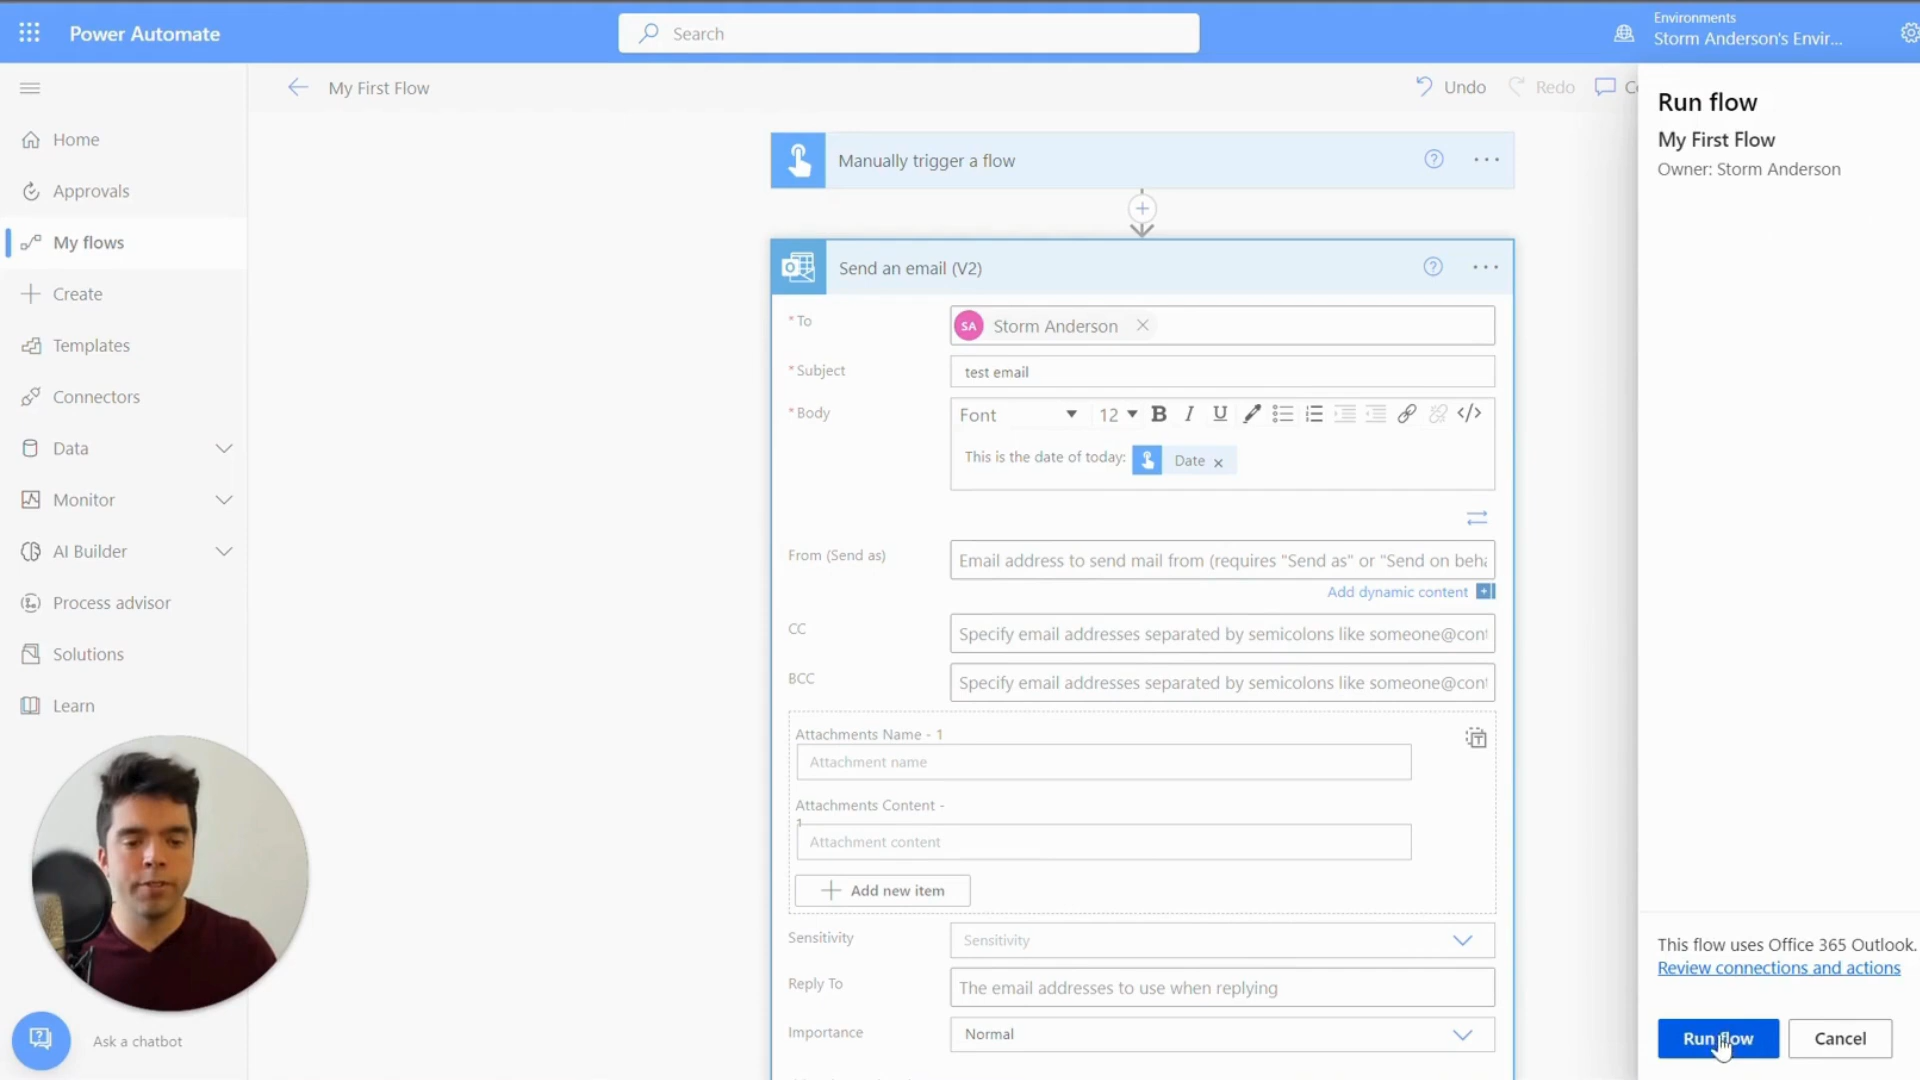 Power Automate
Search
Environments
Storm Anderson's Envir...
My First Flow
Undo
Redo
Home
Approvals
My flows
Create
Templates
Connectors
Data
Monitor
AI Builder
Process advisor
Solutions
Learn
Ask a chatbot
Manually trigger a flow
Send an email (V2)
* To
SA Storm Anderson
* Subject
test email
* Body
Font 12 B I U </>
This is the date of today: Date
From (Send as)
Email address to send mail from (requires "Send as" or "Send on beha
Add dynamic content
CC
Specify email addresses separated by semicolons like someone@cont
BCC
Specify email addresses separated by semicolons like someone@cont
Attachments Name - 1
Attachment name
Attachments Content -
1
Attachment content
Add new item
Sensitivity
Sensitivity
Reply To
The email addresses to use when replying
Importance
Normal
Run flow
My First Flow
Owner: Storm Anderson
This flow uses Office 365 Outlook.
Review connections and actions
Run flow
Cancel